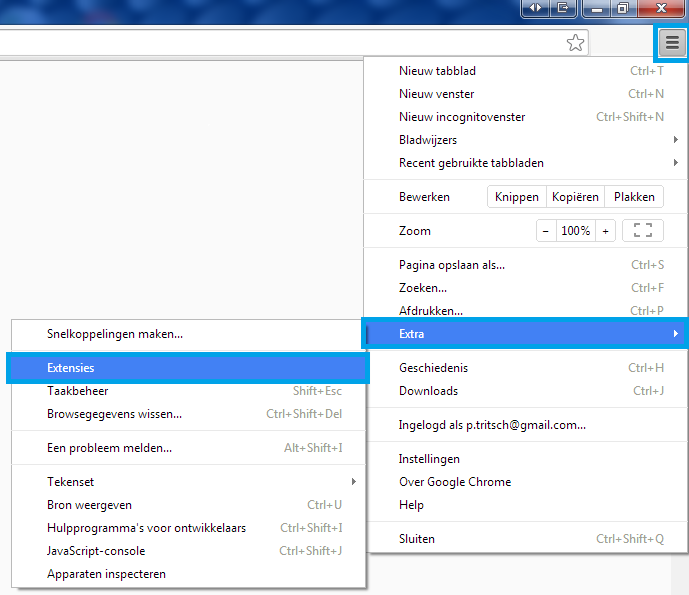 Nieuw tabblad Ctrl+T
Nieuw venster Ctrl+N
Nieuw incognitovenster Ctrl+Shift+N
Bladwijzers
Recent gebruikte tabbladen
Bewerken Knippen Kopiëren Plakken
Zoom − 100% +
Pagina opslaan als... Ctrl+S
Zoeken... Ctrl+F
Afdrukken... Ctrl+P
Extra
Geschiedenis Ctrl+H
Downloads Ctrl+J
Ingelogd als p.tritsch@gmail.com...
Instellingen
Over Google Chrome
Help
Sluiten Ctrl+Shift+Q
Snelkoppelingen maken...
Extensies
Taakbeheer Shift+Esc
Browsegegevens wissen... Ctrl+Shift+Del
Een probleem melden... Alt+Shift+I
Tekenset
Bron weergeven Ctrl+U
Hulpprogramma's voor ontwikkelaars Ctrl+Shift+I
JavaScript-console Ctrl+Shift+J
Apparaten inspecteren